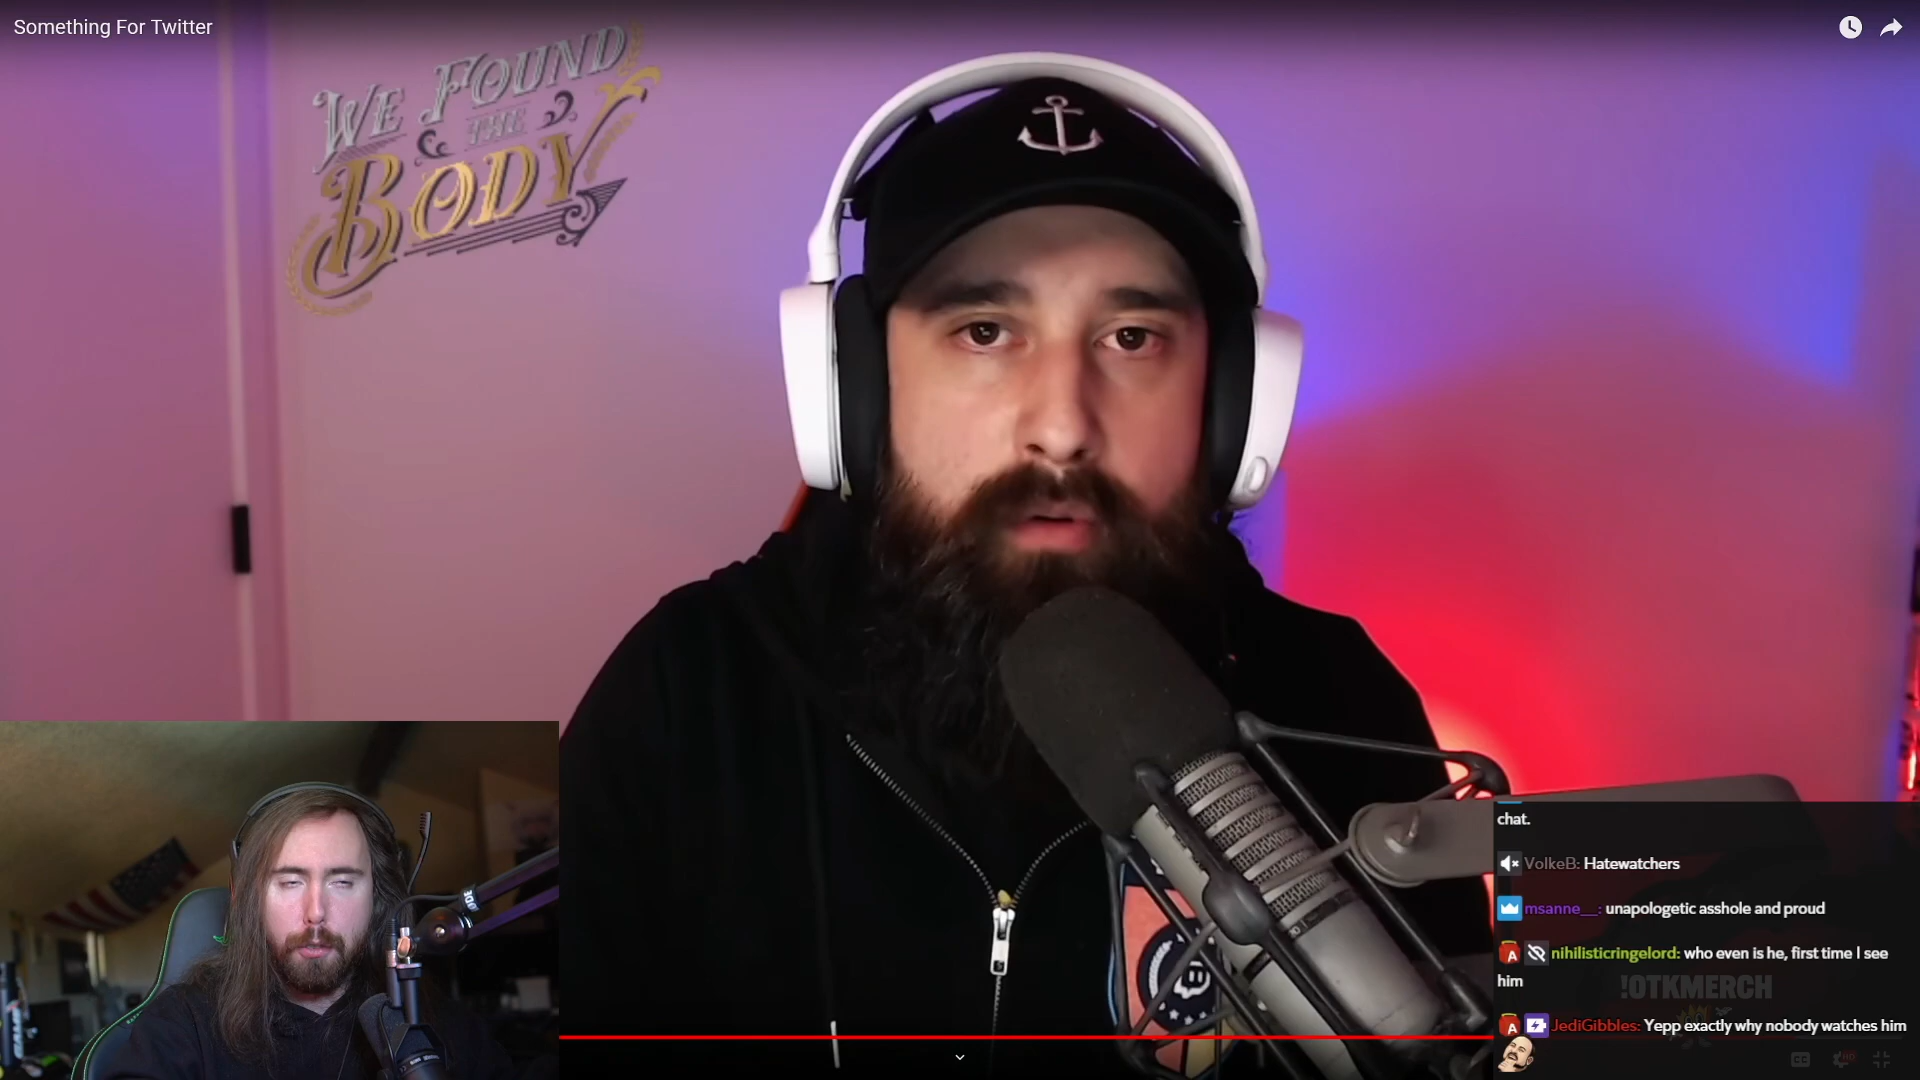 Something For Twitter
WE FOUND
THE
BODY
chat.
VolkeB: Hatewatchers
msanne__: unapologetic asshole and proud
nihilisticringelord: who even is he, first time I see
him
!OTKMERCH
JediGibbles: Yepp exactly why nobody watches him
CC